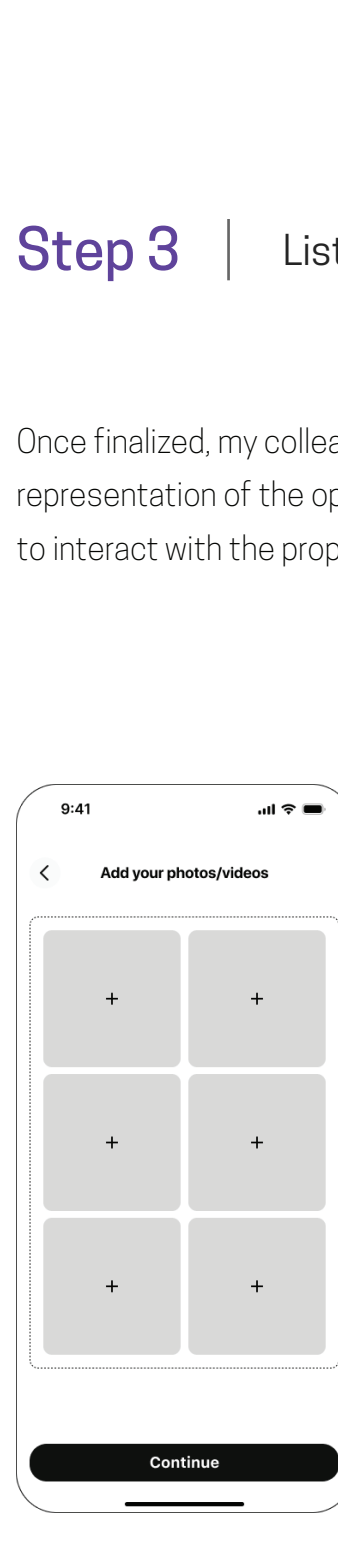 Step 3 List
Once finalized, my collea
representation of the op
to interact with the prop
9:41
Add your photos/videos
+ +
+ +
+ +
Continue